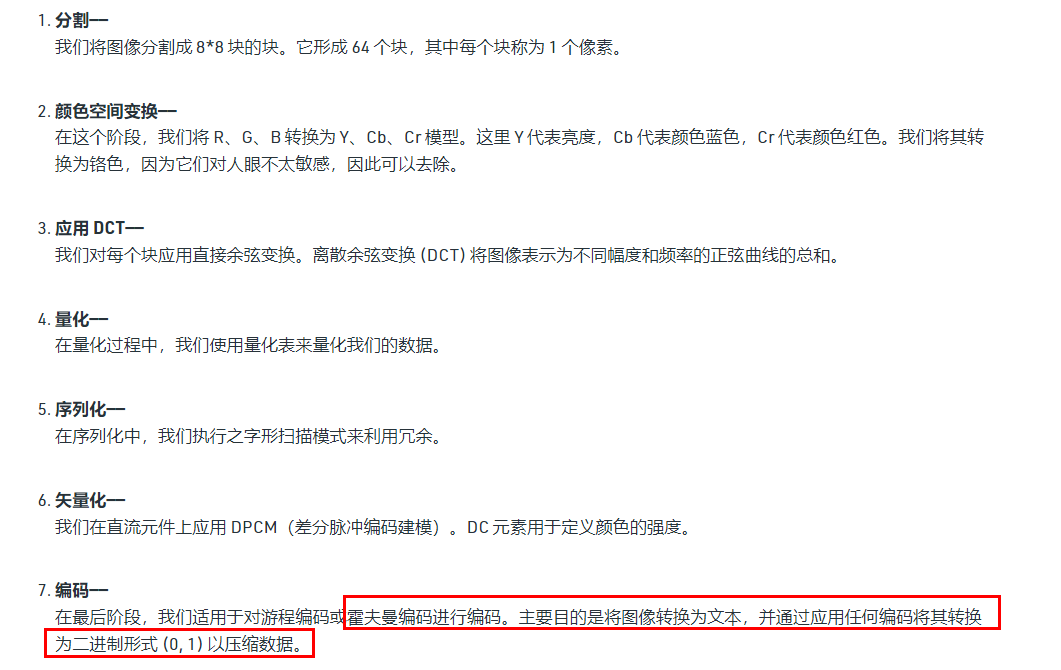 1. 分割——
我们将图像分割成 8*8 块的块。它形成 64 个块，其中每个块称为 1 个像素。
2. 颜色空间变换——
在这个阶段，我们将 R、G、B 转换为 Y、Cb、Cr 模型。这里 Y 代表亮度，Cb 代表颜色蓝色，Cr 代表颜色红色。我们将其转
换为铬色，因为它们对人眼不太敏感，因此可以去除。
3. 应用 DCT——
我们对每个块应用直接余弦变换。离散余弦变换 (DCT) 将图像表示为不同幅度和频率的正弦曲线的总和。
4. 量化——
在量化过程中，我们使用量化表来量化我们的数据。
5. 序列化——
在序列化中，我们执行之字形扫描模式来利用冗余。
6. 矢量化——
我们在直流元件上应用 DPCM（差分脉冲编码建模）。DC 元素用于定义颜色的强度。
7. 编码——
在最后阶段，我们适用于对游程编码或霍夫曼编码进行编码。主要目的是将图像转换为文本，并通过应用任何编码将其转换
为二进制形式 (0, 1) 以压缩数据。